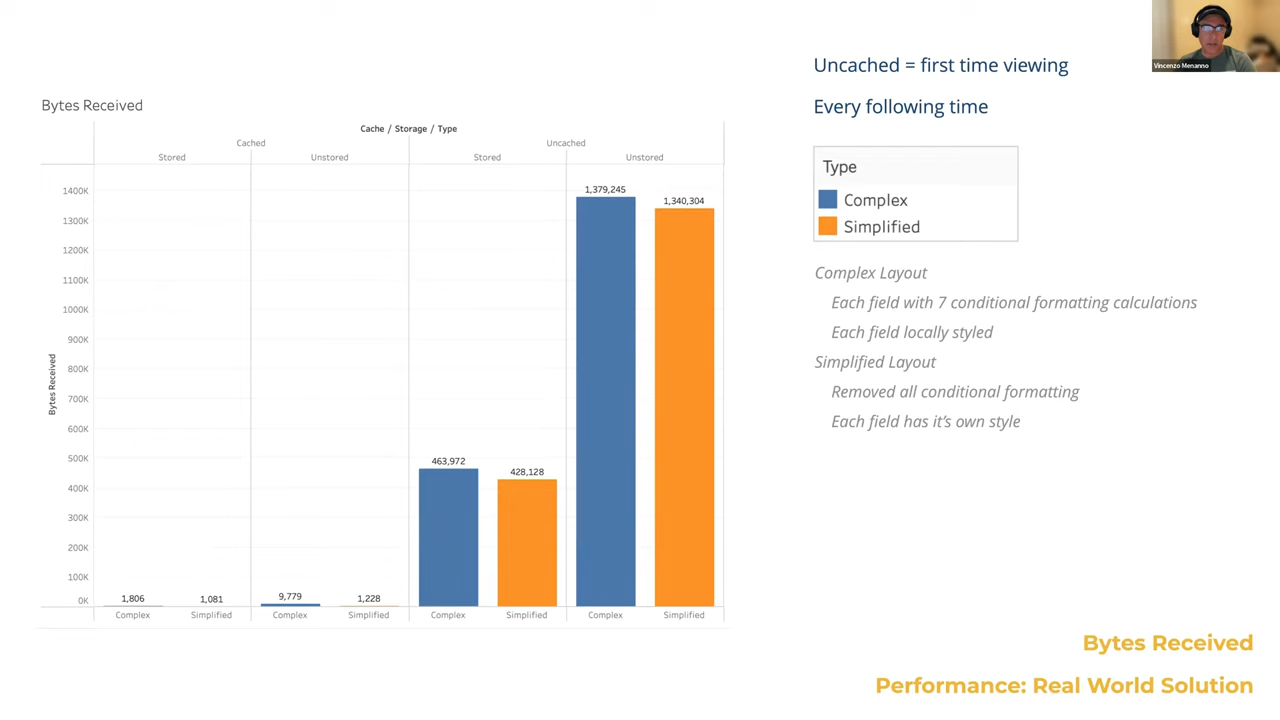 Vincenzo Menanno
Uncached = first time viewing
Every following time
Bytes Received
Cache / Storage / Type
Cached
Uncached
Stored
Unstored
Stored
Unstored
Type
Complex
Simplified
1400K
1300K
1200K
1100K
1000K
900K
800K
700K
600K
500K
400K
300K
200K
100K
0K
Bytes Received
1,806
1,081
9,779
1,228
463,972
428,128
1,379,245
1,340,304
Complex
Simplified
Complex
Simplified
Complex
Simplified
Complex
Simplified
Complex Layout
Each field with 7 conditional formatting calculations
Each field locally styled
Simplified Layout
Removed all conditional formatting
Each field has it's own style
Bytes Received
Performance: Real World Solution